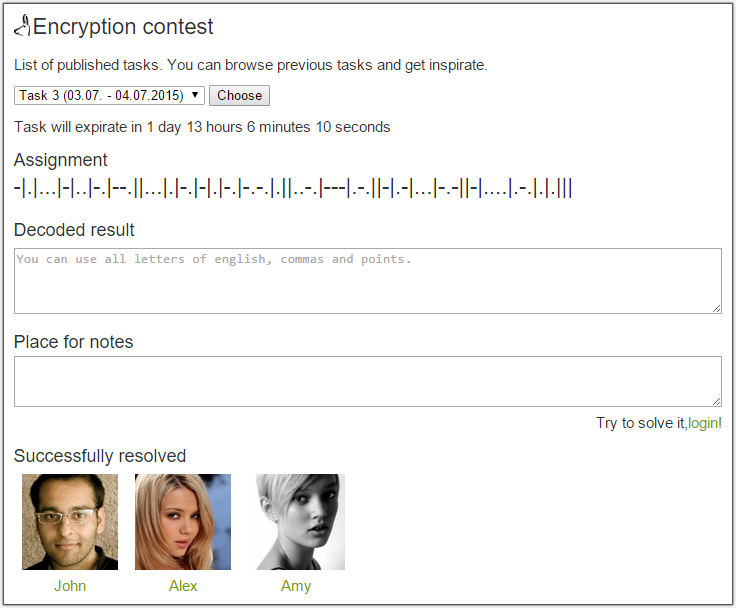 Encryption contest
List of published tasks. You can browse previous tasks and get inspirate.
Task 3 (03.07. - 04.07.2015) Choose
Task will expirate in 1 day 13 hours 6 minutes 10 seconds
Assignment
-|.|...|-|..|-.|--.||...|.|-.|-|.|-.|-.-.|.||..-.|---|.-.||-|.-|...|-.-||-|....|.-.|.|.|||
Decoded result
You can use all letters of english, commas and points.
Place for notes
Try to solve it,login!
Successfully resolved
John Alex Amy